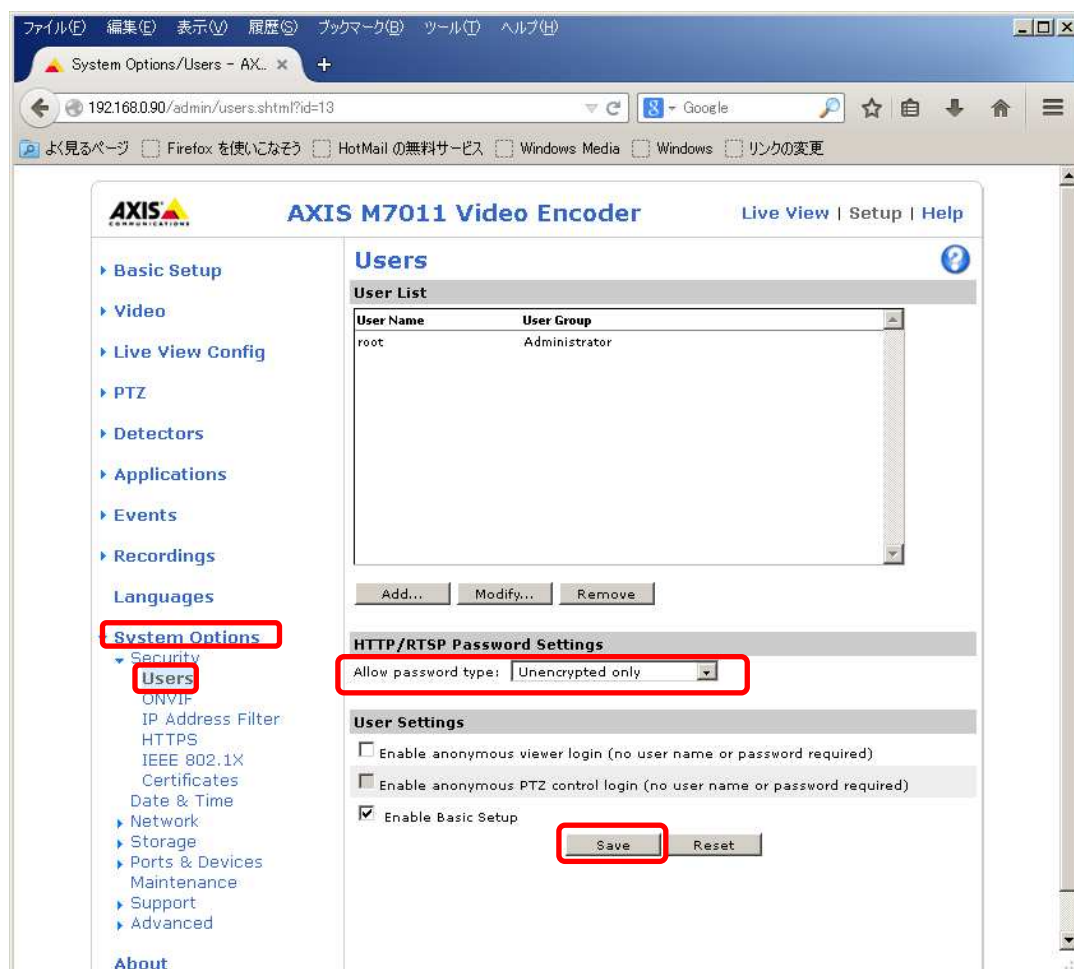 ファイル(F) 編集(E) 表示(V) 履歴(S) ブックマーク(B) ツール(T) ヘルプ(H)
System Options/Users - AX...
192.168.0.90/admin/users.shtml?id=13
Google
よく見るページ Firefox を使いこなそう HotMail の無料サービス Windows Media Windows リンクの変更
AXIS
COMMUNICATIONS
AXIS M7011 Video Encoder
Live View | Setup | Help
Basic Setup
Video
Live View Config
PTZ
Detectors
Applications
Events
Recordings
Languages
System Options
Security
Users
ONVIF
IP Address Filter
HTTPS
IEEE 802.1X
Certificates
Date & Time
Network
Storage
Ports & Devices
Maintenance
Support
Advanced
About
Users
User List
User Name User Group
root Administrator
Add... Modify... Remove
HTTP/RTSP Password Settings
Allow password type: Unencrypted only
User Settings
Enable anonymous viewer login (no user name or password required)
Enable anonymous PTZ control login (no user name or password required)
Enable Basic Setup
Save Reset